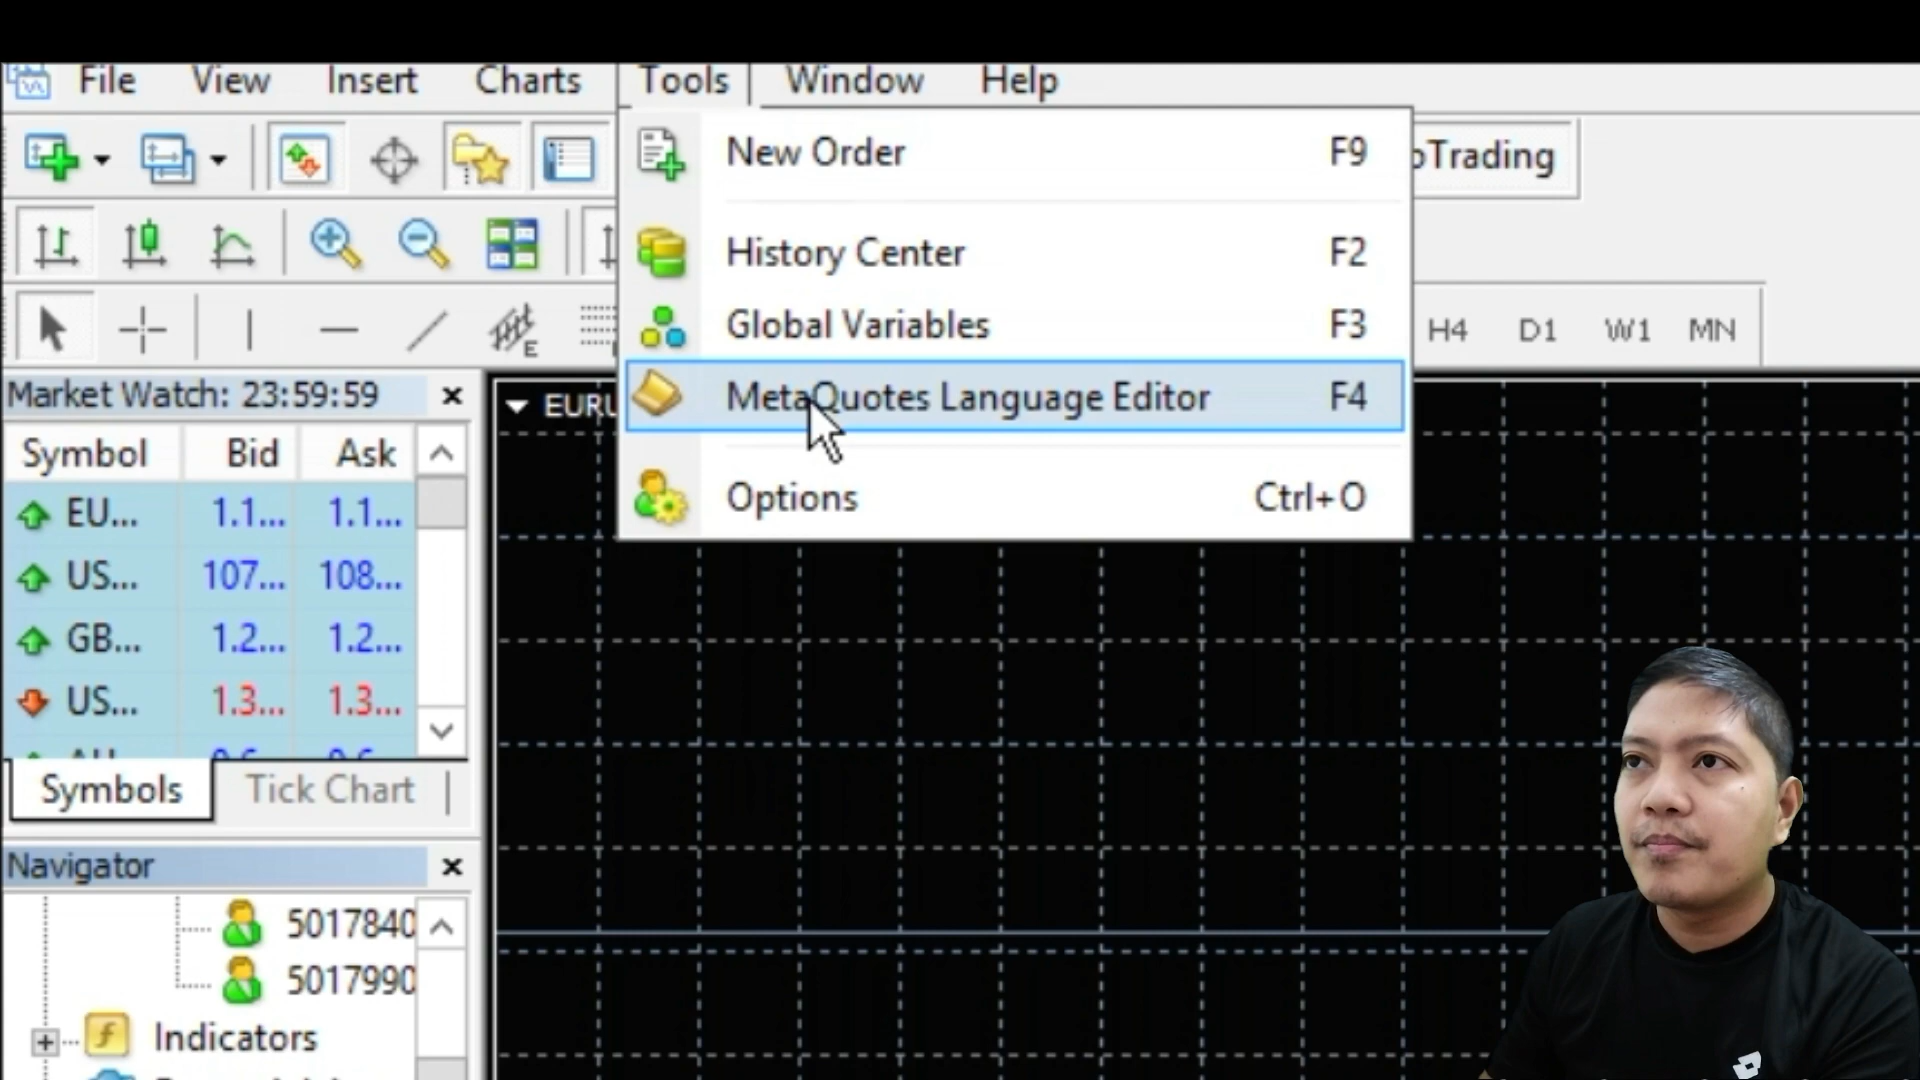 File View Insert Charts Tools Window Help
New Order F9
oTrading
History Center F2
Global Variables F3
H4 D1 W1 MN
MetaQuotes Language Editor F4
Options Ctrl+O
Market Watch: 23:59:59
EURU
Symbol Bid Ask
EU... 1.1... 1.1...
US... 107... 108...
GB... 1.2... 1.2...
US... 1.3... 1.3...
Symbols Tick Chart
Navigator
5017840
5017990
Indicators